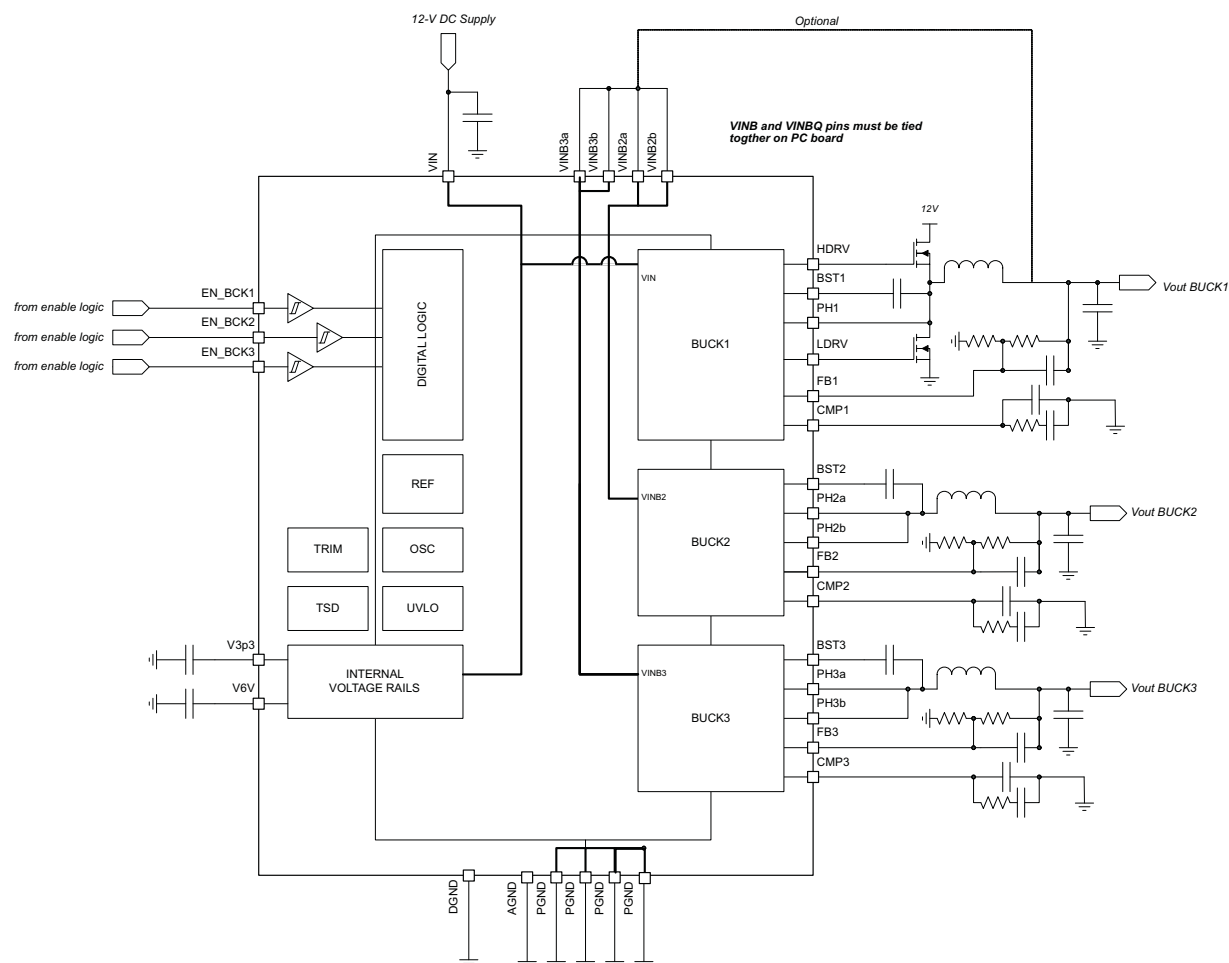 12-V DC Supply
Optional
VINB and VINBQ pins must be tied
togther on PC board
VIN
VINB3a
VINB3b
VINB2a
VINB2b
12V
HDRV
BST1
PH1
LDRV
FB1
CMP1
VIN
BUCK1
Vout BUCK1
from enable logic
EN_BCK1
from enable logic
EN_BCK2
from enable logic
EN_BCK3
DIGITAL LOGIC
REF
TRIM
OSC
TSD
UVLO
BST2
PH2a
PH2b
FB2
CMP2
VINB2
BUCK2
Vout BUCK2
V3p3
V6V
INTERNAL
VOLTAGE RAILS
BST3
PH3a
PH3b
FB3
CMP3
VINB3
BUCK3
Vout BUCK3
DGND
AGND
PGND
PGND
PGND
PGND